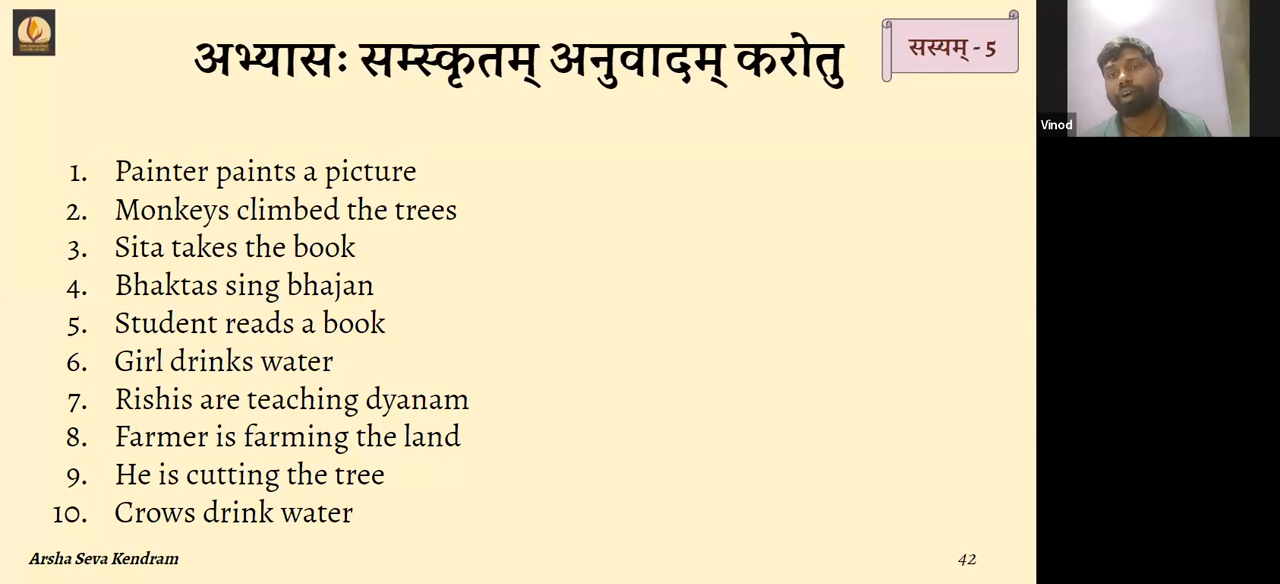 अभ्यासः सम्स्कृतम् अनुवादम् करोतु
सस्यम् - 5
Vinod
1. Painter paints a picture
2. Monkeys climbed the trees
3. Sita takes the book
4. Bhaktas sing bhajan
5. Student reads a book
6. Girl drinks water
7. Rishis are teaching dyanam
8. Farmer is farming the land
9. He is cutting the tree
10. Crows drink water
Arsha Seva Kendram
42